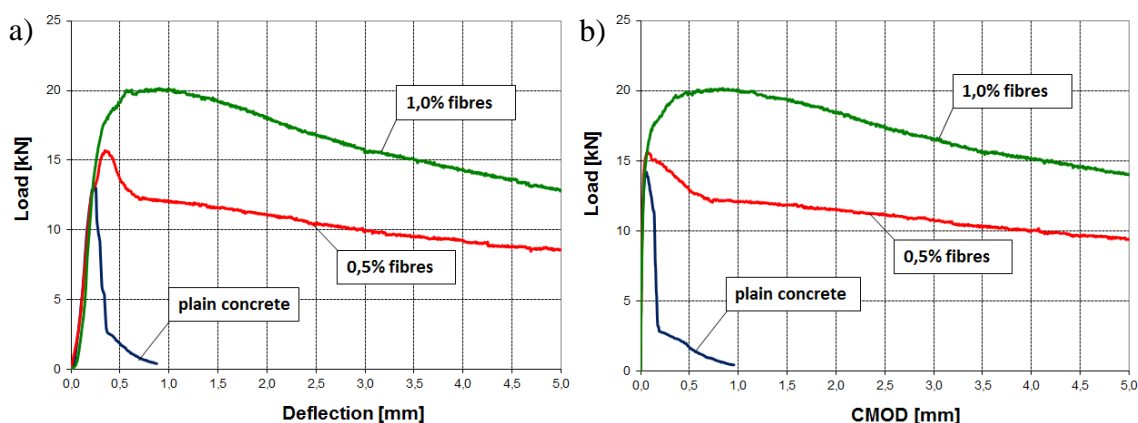 a)
Load [kN]
25
20
15
10
5
0
0,0 0,5 1,0 1,5 2,0 2,5 3,0 3,5 4,0 4,5 5,0
Deflection [mm]
1,0% fibres
0,5% fibres
plain concrete
b)
Load [kN]
25
20
15
10
5
0
0,0 0,5 1,0 1,5 2,0 2,5 3,0 3,5 4,0 4,5 5,0
CMOD [mm]
1,0% fibres
0,5% fibres
plain concrete